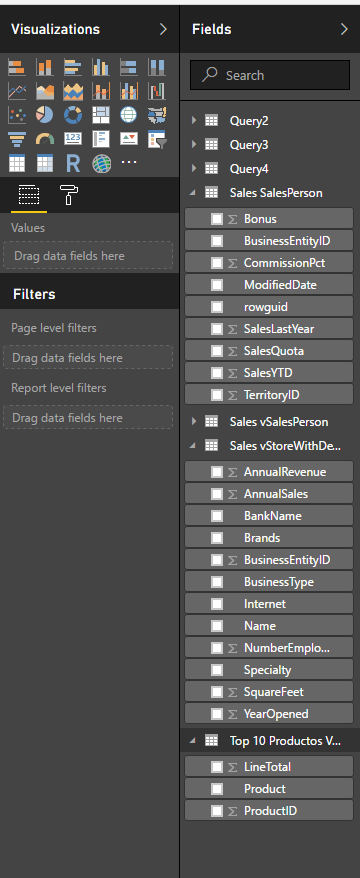 Visualizations
123
R
Values
Drag data fields here
Filters
Page level filters
Drag data fields here
Report level filters
Drag data fields here
Fields
Search
Query2
Query3
Query4
Sales SalesPerson
Bonus
BusinessEntityID
CommissionPct
ModifiedDate
rowguid
SalesLastYear
SalesQuota
SalesYTD
TerritoryID
Sales vSalesPerson
Sales vStoreWithDe...
AnnualRevenue
AnnualSales
BankName
Brands
BusinessEntityID
BusinessType
Internet
Name
NumberEmplo...
Specialty
SquareFeet
YearOpened
Top 10 Productos V...
LineTotal
Product
ProductID